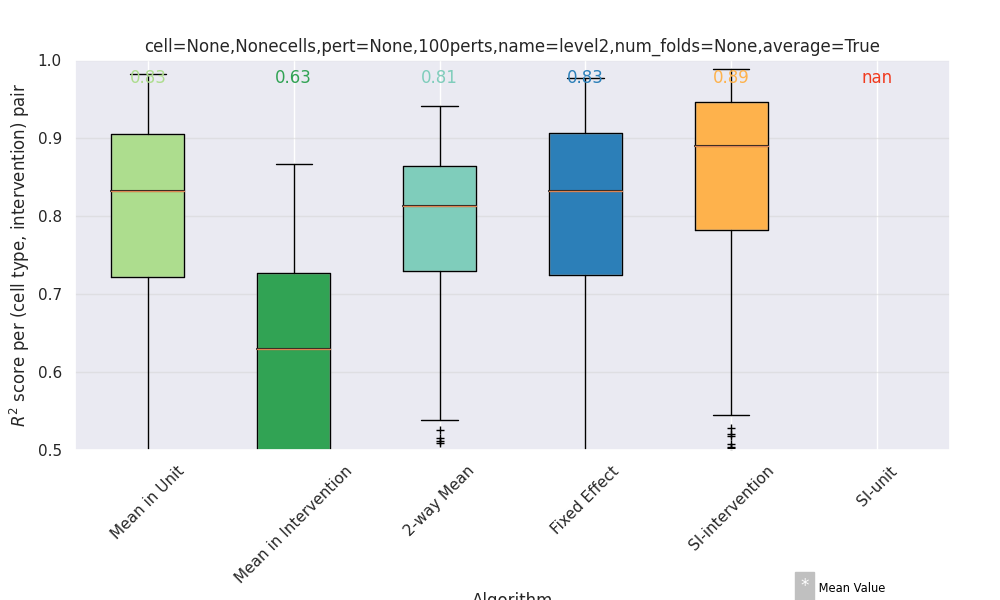 cell=None,Nonecells,pert=None,100perts,name=level2,num_folds=None,average=True
R² score per (cell type, intervention) pair
1.0
0.9
0.8
0.7
0.6
0.5
0.83 0.63 0.81 0.83 0.89 nan
Mean in Unit
Mean in Intervention
2-way Mean
Fixed Effect
SI-intervention
SI-unit
Algorithm
* Mean Value